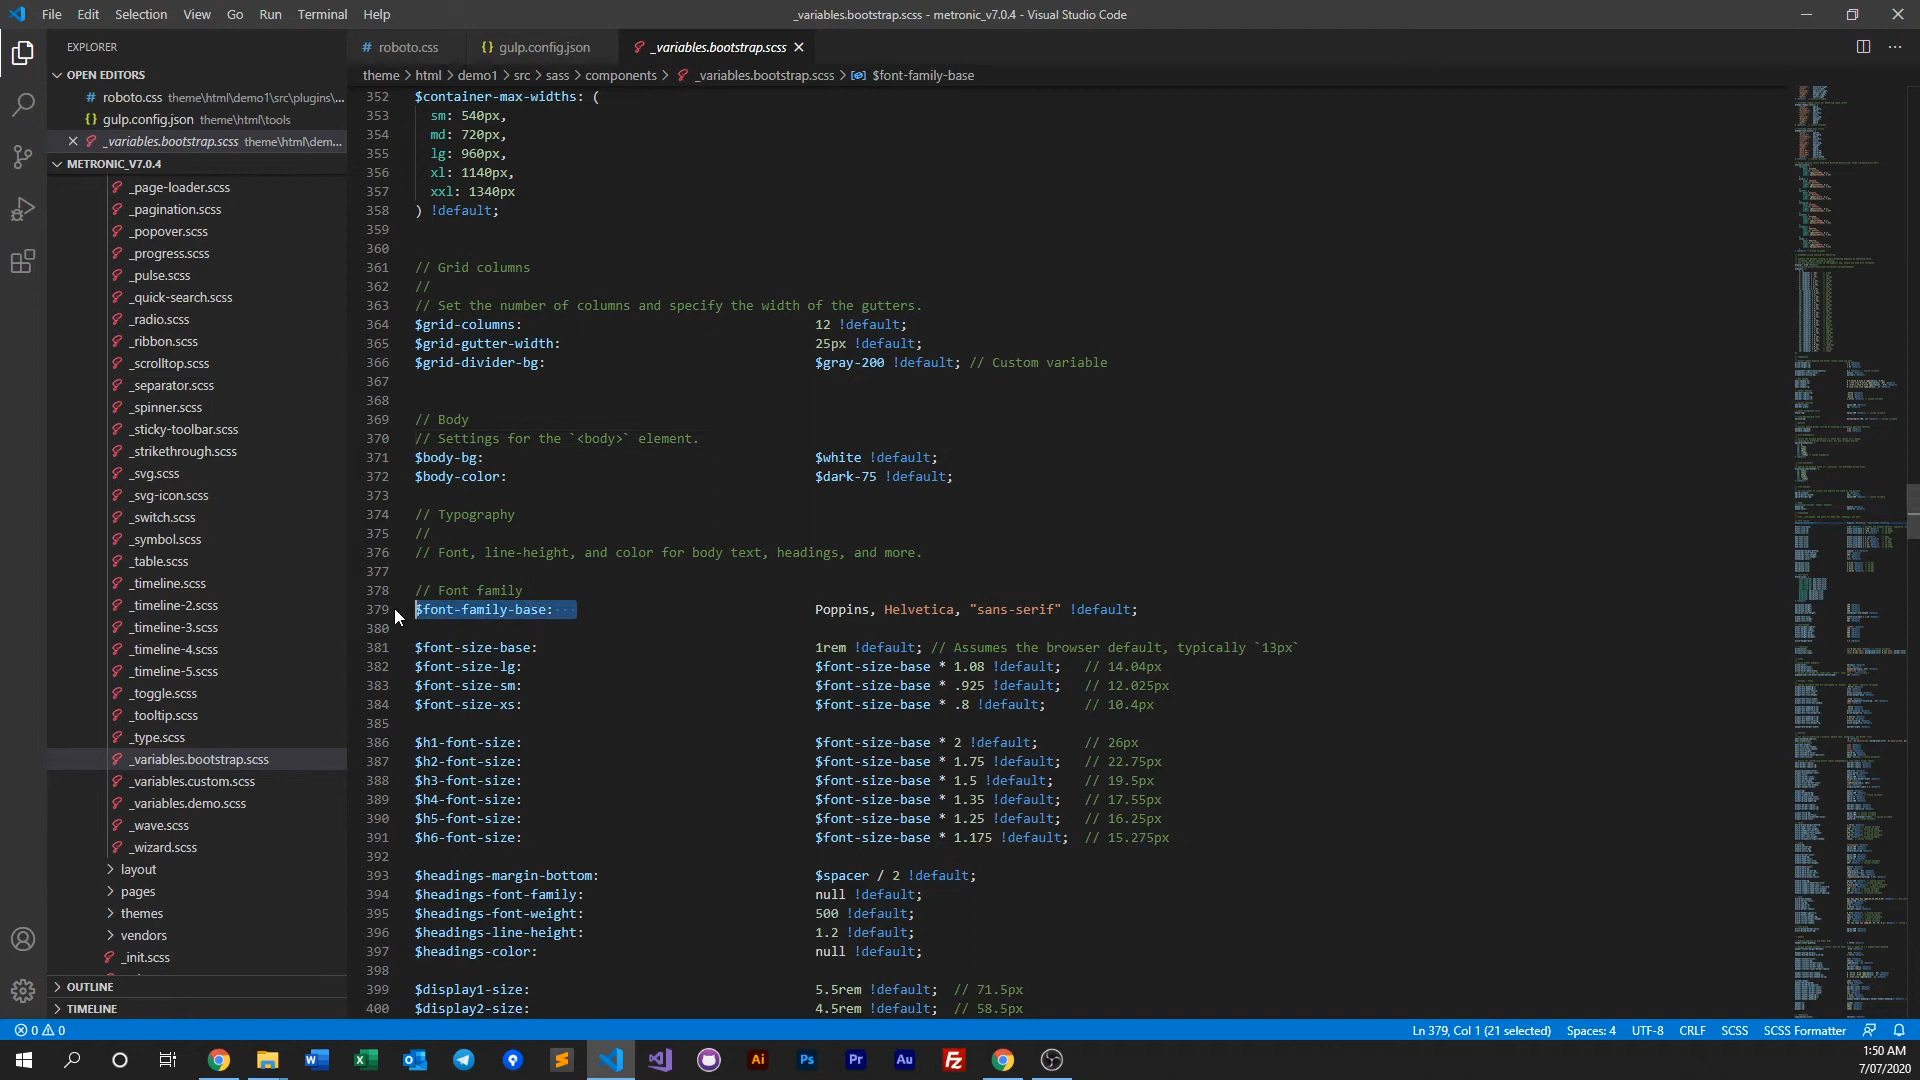 File Edit Selection View Go Run Terminal Help
_variables.bootstrap.scss - metronic_v7.0.4 - Visual Studio Code
EXPLORER
OPEN EDITORS
roboto.css theme\html\demo1\src\plugins\...
gulp.config.json theme\html\tools
_variables.bootstrap.scss theme\html\dem...
METRONIC_V7.0.4
_page-loader.scss
_pagination.scss
_popover.scss
_progress.scss
_pulse.scss
_quick-search.scss
_radio.scss
_ribbon.scss
_scrolltop.scss
_separator.scss
_spinner.scss
_sticky-toolbar.scss
_strikethrough.scss
_svg.scss
_svg-icon.scss
_switch.scss
_symbol.scss
_table.scss
_timeline.scss
_timeline-2.scss
_timeline-3.scss
_timeline-4.scss
_timeline-5.scss
_toggle.scss
_tooltip.scss
_type.scss
_variables.bootstrap.scss
_variables.custom.scss
_variables.demo.scss
_wave.scss
_wizard.scss
layout
pages
themes
vendors
_init.scss
OUTLINE
TIMELINE
# roboto.css {} gulp.config.json _variables.bootstrap.scss
theme > html > demo1 > src > sass > components > _variables.bootstrap.scss > $font-family-base
352 $container-max-widths: (
353 sm: 540px,
354 md: 720px,
355 lg: 960px,
356 xl: 1140px,
357 xxl: 1340px
358 ) !default;
359
360
361 // Grid columns
362 //
363 // Set the number of columns and specify the width of the gutters.
364 $grid-columns: 12 !default;
365 $grid-gutter-width: 25px !default;
366 $grid-divider-bg: $gray-200 !default; // Custom variable
367
368
369 // Body
370 // Settings for the `<body>` element.
371 $body-bg: $white !default;
372 $body-color: $dark-75 !default;
373
374 // Typography
375 //
376 // Font, line-height, and color for body text, headings, and more.
377
378 // Font family
379 $font-family-base: Poppins, Helvetica, "sans-serif" !default;
380
381 $font-size-base: 1rem !default; // Assumes the browser default, typically `13px`
382 $font-size-lg: $font-size-base * 1.08 !default; // 14.04px
383 $font-size-sm: $font-size-base * .925 !default; // 12.025px
384 $font-size-xs: $font-size-base * .8 !default; // 10.4px
385
386 $h1-font-size: $font-size-base * 2 !default; // 26px
387 $h2-font-size: $font-size-base * 1.75 !default; // 22.75px
388 $h3-font-size: $font-size-base * 1.5 !default; // 19.5px
389 $h4-font-size: $font-size-base * 1.35 !default; // 17.55px
390 $h5-font-size: $font-size-base * 1.25 !default; // 16.25px
391 $h6-font-size: $font-size-base * 1.175 !default; // 15.275px
392
393 $headings-margin-bottom: $spacer / 2 !default;
394 $headings-font-family: null !default;
395 $headings-font-weight: 500 !default;
396 $headings-line-height: 1.2 !default;
397 $headings-color: null !default;
398
399 $display1-size: 5.5rem !default; // 71.5px
400 $display2-size: 4.5rem !default; // 58.5px
0 0
Ln 379, Col 1 (21 selected) Spaces: 4 UTF-8 CRLF SCSS SCSS Formatter
Ai Ps Pr Au Fz
1:50 AM
7/07/2020